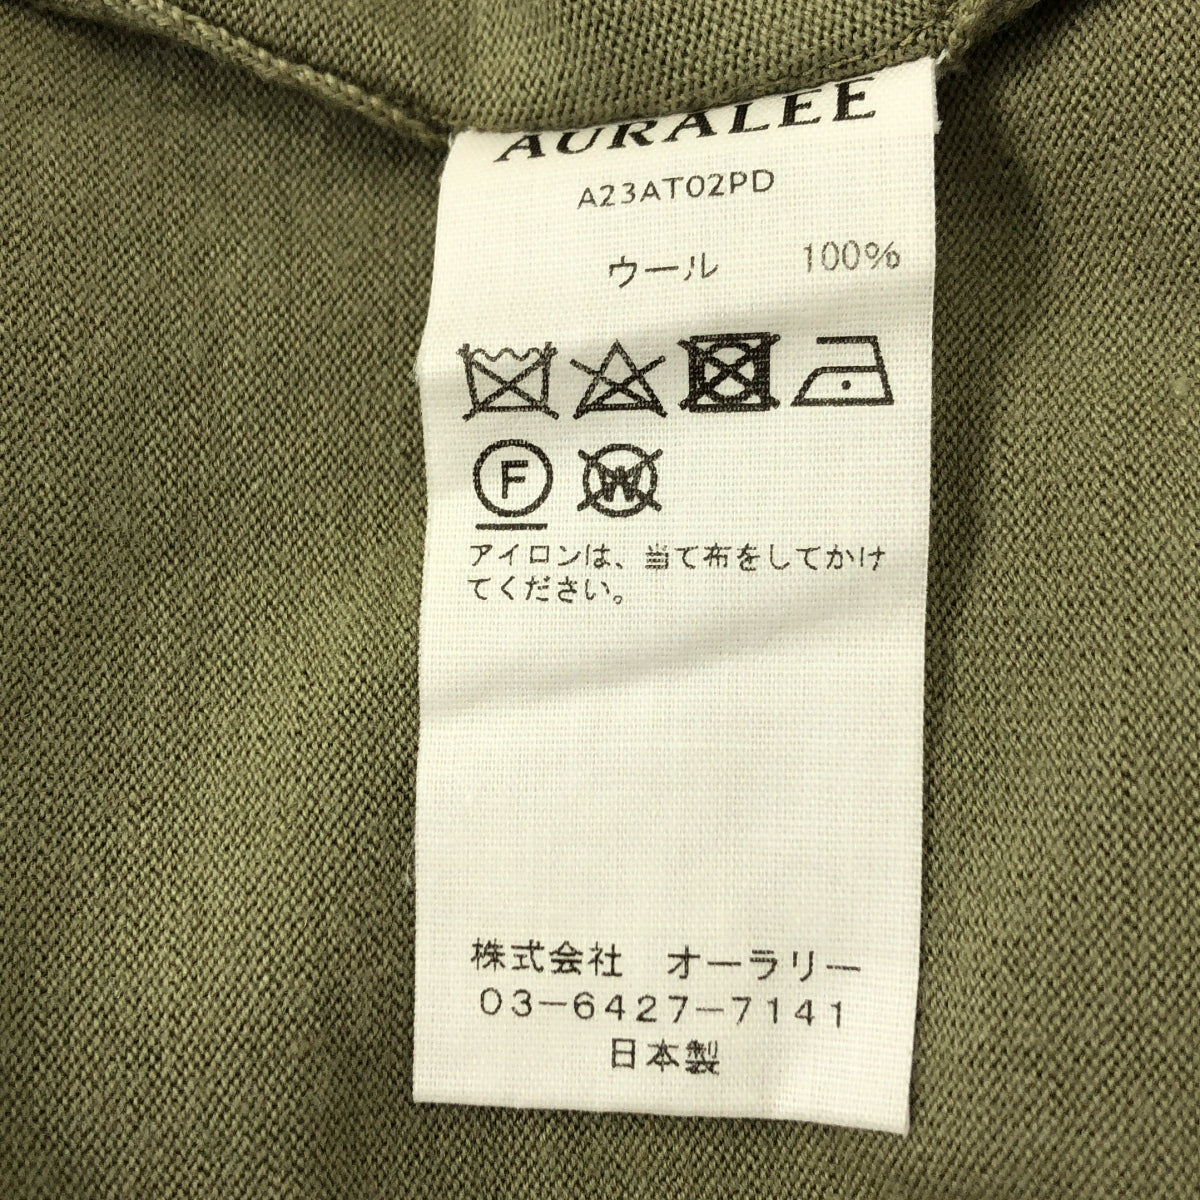 AURALEE
A23AT02PD
ウール 100%
F
W
アイロンは、当て布をしてかけ
てください。
株式会社 オーラリー
03-6427-7141
日本製